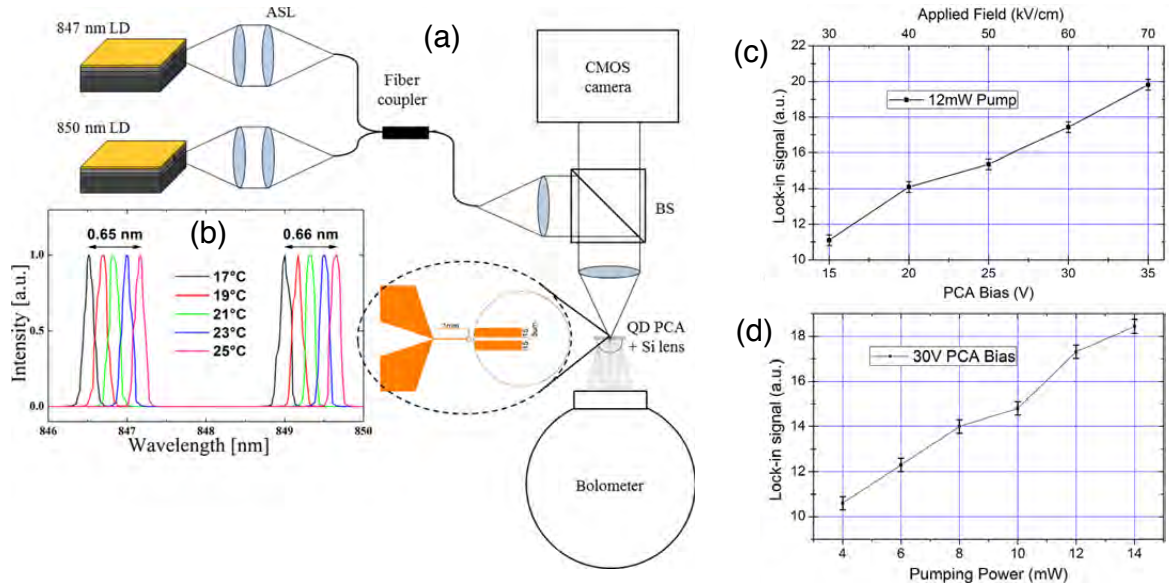 847 nm LD
ASL
(a)
CMOS
camera
Fiber
coupler
850 nm LD
BS
QD PCA
+ Si lens
Bolometer
(b)
0.65 nm
0.66 nm
17°C
19°C
21°C
23°C
25°C
Intensity [a.u.]
1.0
0.5
0.0
846 847 848 849 850
Wavelength [nm]
(c)
Applied Field (kV/cm)
30 40 50 60 70
12mW Pump
Lock-in signal (a.u.)
22
20
18
16
14
12
10
15 20 25 30 35
PCA Bias (V)
(d)
30V PCA Bias
Lock-in signal (a.u.)
18
16
14
12
10
4 6 8 10 12 14
Pumping Power (mW)